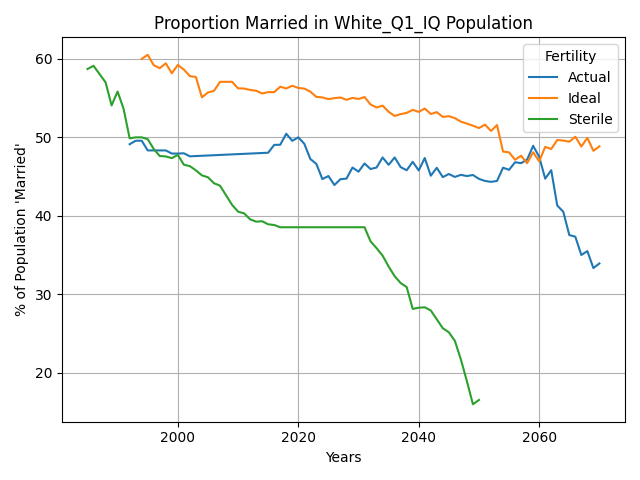 Proportion Married in White_Q1_IQ Population
Fertility
Actual
Ideal
Sterile
% of Population 'Married'
60
50
40
30
20
2000
2020
2040
2060
Years